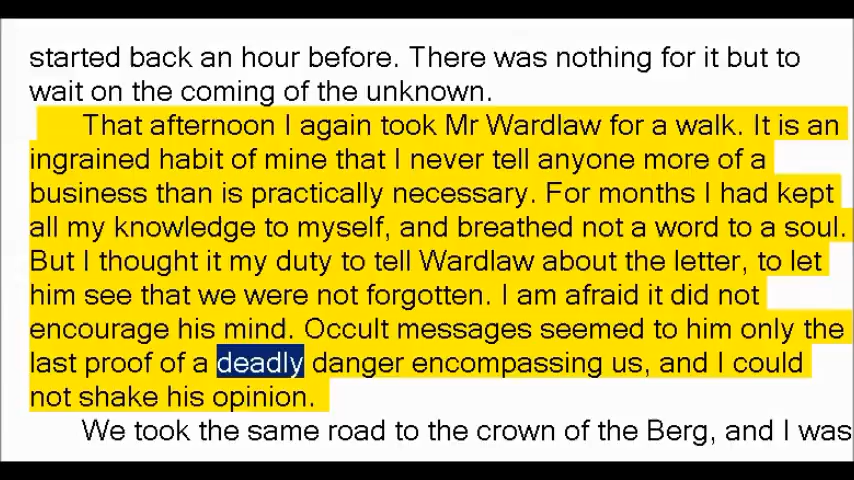 started back an hour before. There was nothing for it but to
wait on the coming of the unknown.
That afternoon I again took Mr Wardlaw for a walk. It is an
ingrained habit of mine that I never tell anyone more of a
business than is practically necessary. For months I had kept
all my knowledge to myself, and breathed not a word to a soul.
But I thought it my duty to tell Wardlaw about the letter, to let
him see that we were not forgotten. I am afraid it did not
encourage his mind. Occult messages seemed to him only the
last proof of a deadly danger encompassing us, and I could
not shake his opinion.
We took the same road to the crown of the Berg, and I was